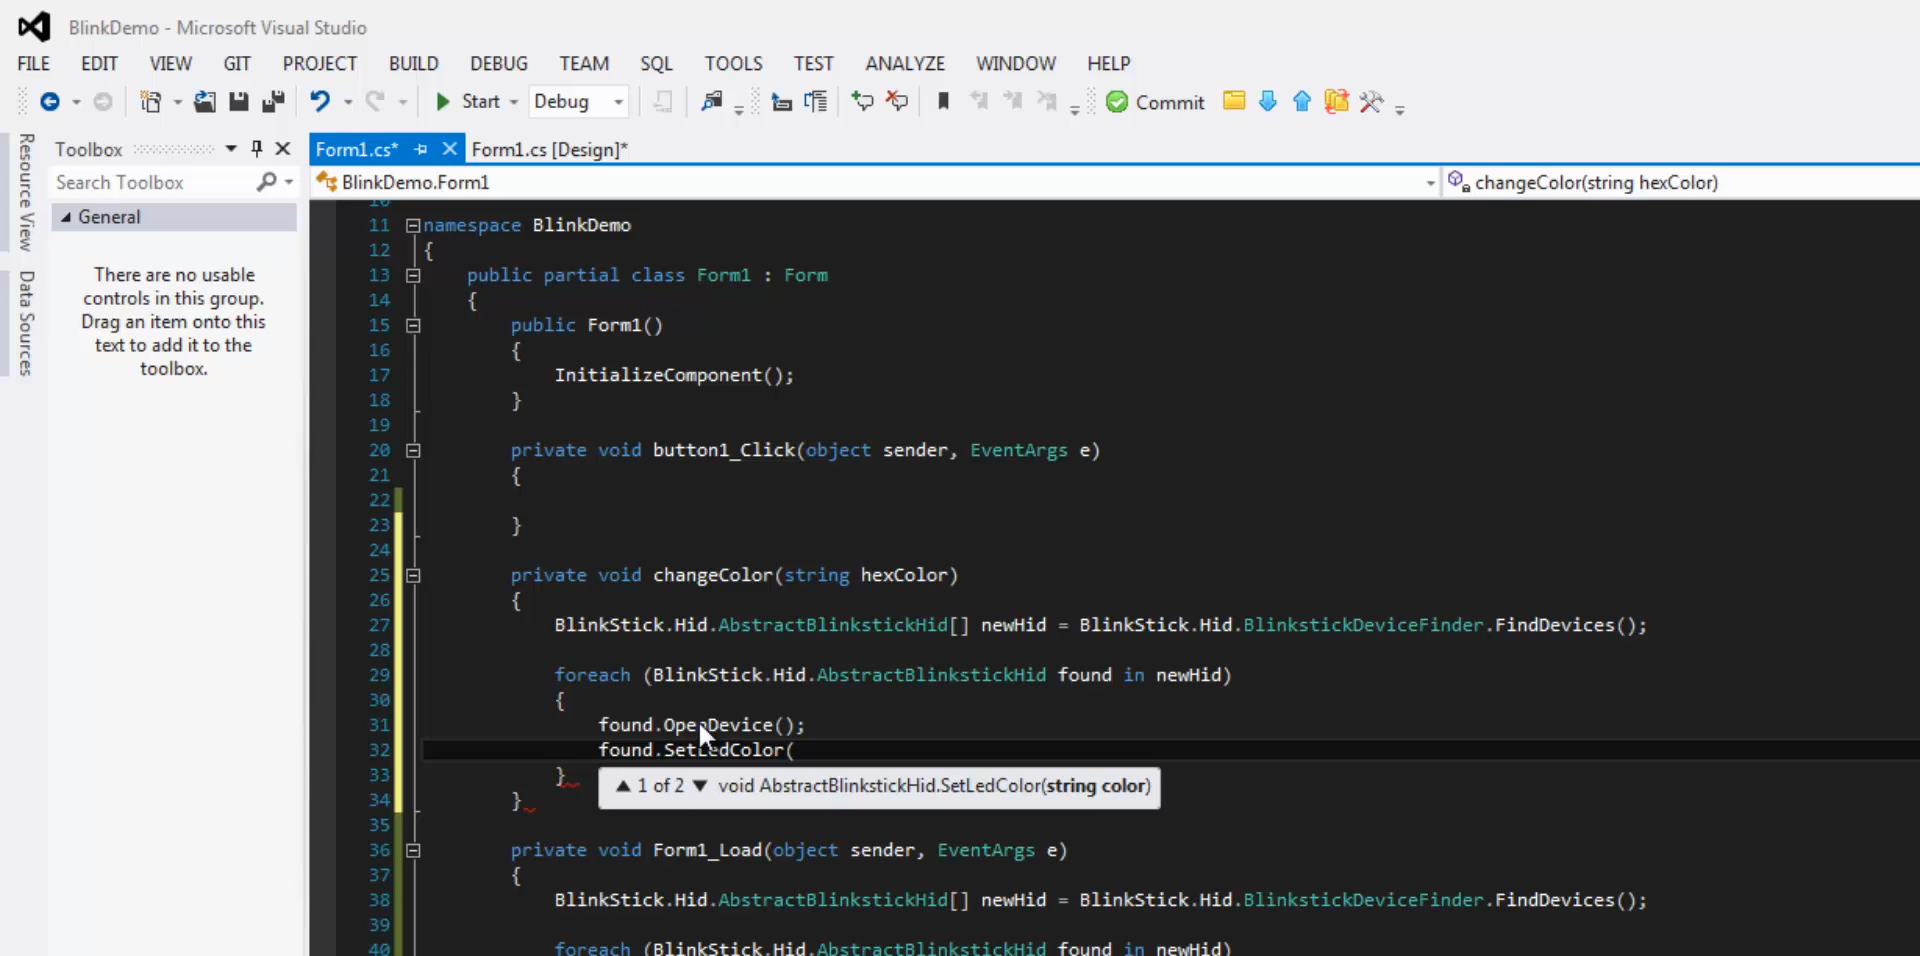 BlinkDemo - Microsoft Visual Studio
FILE EDIT VIEW GIT PROJECT BUILD DEBUG TEAM SQL TOOLS TEST ANALYZE WINDOW HELP
Start Debug Commit
Resource View
Data Sources
Toolbox
Search Toolbox
General
There are no usable
controls in this group.
Drag an item onto this
text to add it to the
toolbox.
Form1.cs* Form1.cs [Design]*
BlinkDemo.Form1 changeColor(string hexColor)
10
11 namespace BlinkDemo
12 {
13 public partial class Form1 : Form
14 {
15 public Form1()
16 {
17 InitializeComponent();
18 }
19
20 private void button1_Click(object sender, EventArgs e)
21 {
22
23 }
24
25 private void changeColor(string hexColor)
26 {
27 BlinkStick.Hid.AbstractBlinkstickHid[] newHid = BlinkStick.Hid.BlinkstickDeviceFinder.FindDevices();
28
29 foreach (BlinkStick.Hid.AbstractBlinkstickHid found in newHid)
30 {
31 found.OpenDevice();
32 found.SetLedColor(
33 }
▲ 1 of 2 ▼ void AbstractBlinkstickHid.SetLedColor(string color)
34 }
35
36 private void Form1_Load(object sender, EventArgs e)
37 {
38 BlinkStick.Hid.AbstractBlinkstickHid[] newHid = BlinkStick.Hid.BlinkstickDeviceFinder.FindDevices();
39
40 foreach (BlinkStick.Hid.AbstractBlinkstickHid found in newHid)